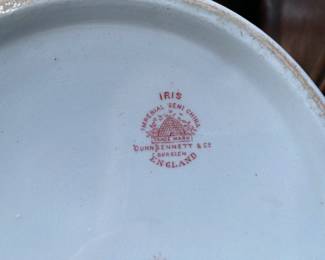 IRIS
IMPERIAL SEMI CHINA
TRADE MARK
DUNN BENNETT & CO
BURSLEM
ENGLAND